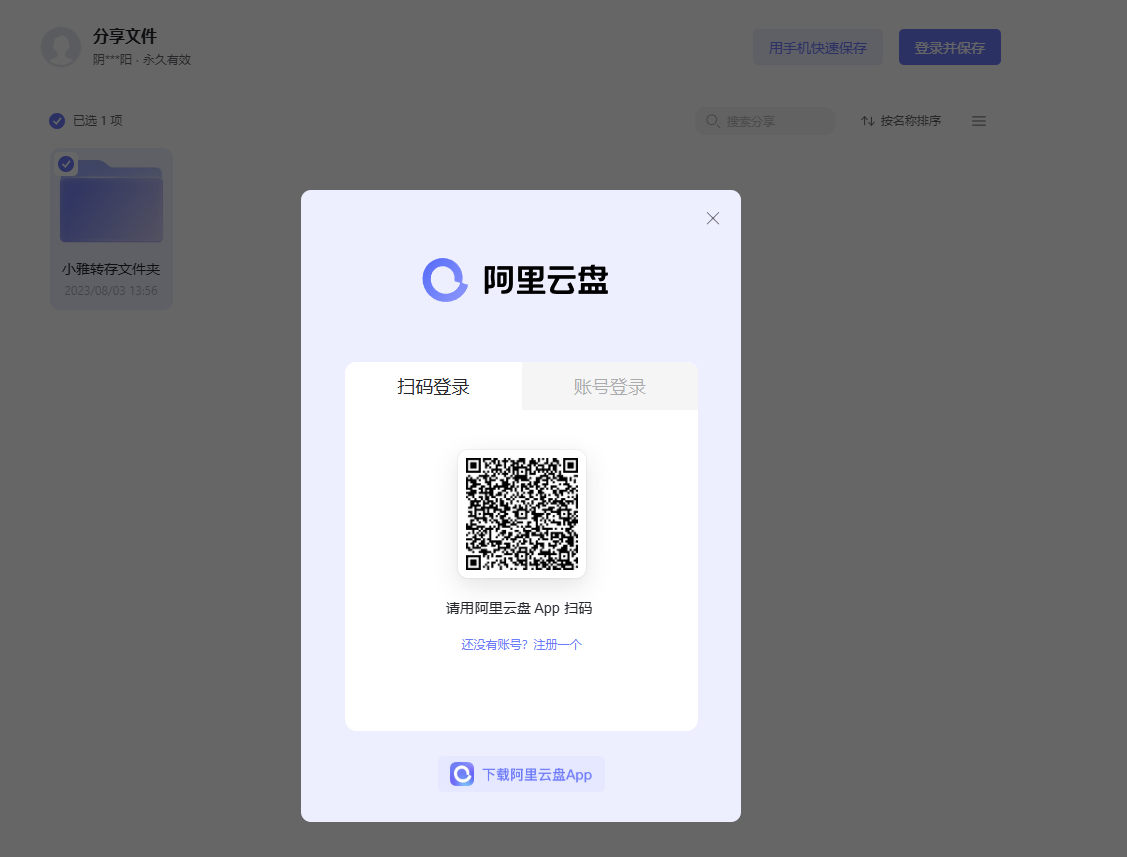 分享文件
阴***阳 · 永久有效
用手机快速保存
登录并保存
已选 1 项
搜索分享
按名称排序
小雅转存文件夹
2023/08/03 13:56
阿里云盘
扫码登录
账号登录
请用阿里云盘 App 扫码
还没有账号? 注册一个
下载阿里云盘App